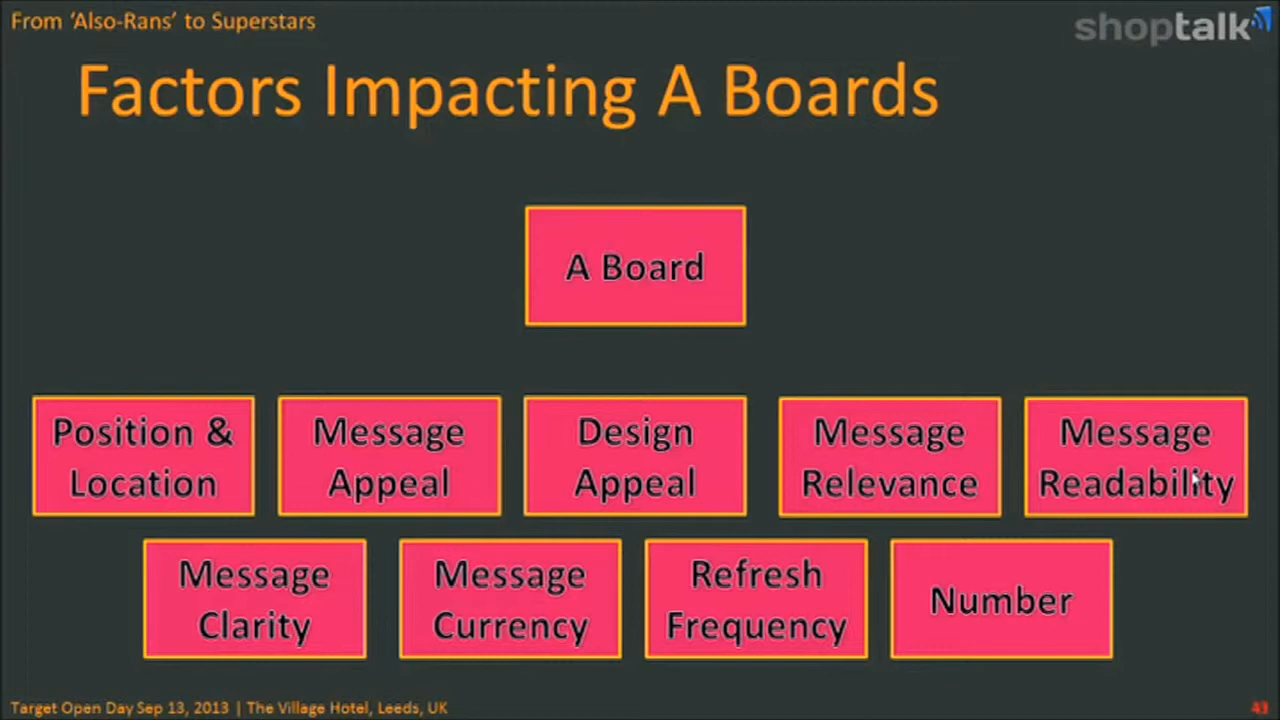 From ‘Also-Rans’ to Superstars
shoptalk
Factors Impacting A Boards
A Board
Position &
Location
Message
Appeal
Design
Appeal
Message
Relevance
Message
Readability
Message
Clarity
Message
Currency
Refresh
Frequency
Number
Target Open Day Sep 13, 2013 | The Village Hotel, Leeds, UK
43